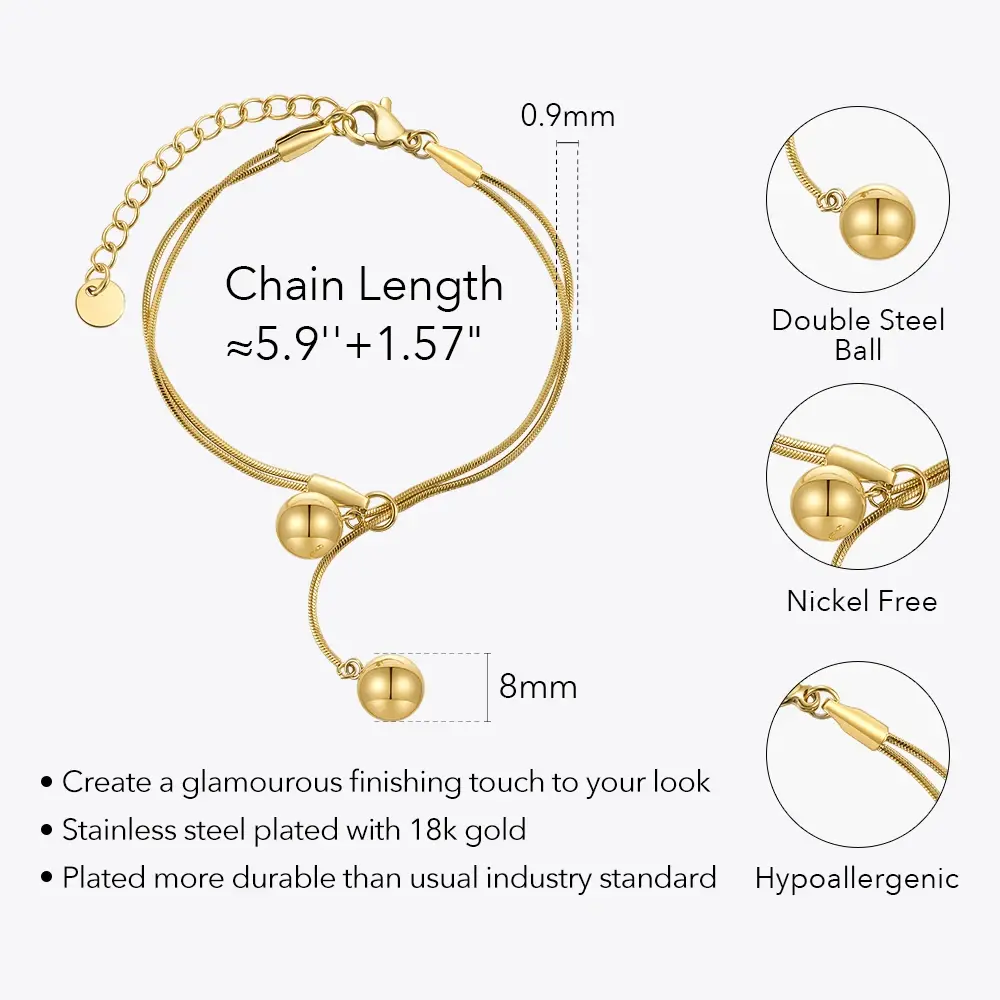 0.9mm
Chain Length
≈5.9''+1.57"
Double Steel
Ball
Nickel Free
8mm
• Create a glamourous finishing touch to your look
• Stainless steel plated with 18k gold
• Plated more durable than usual industry standard
Hypoallergenic